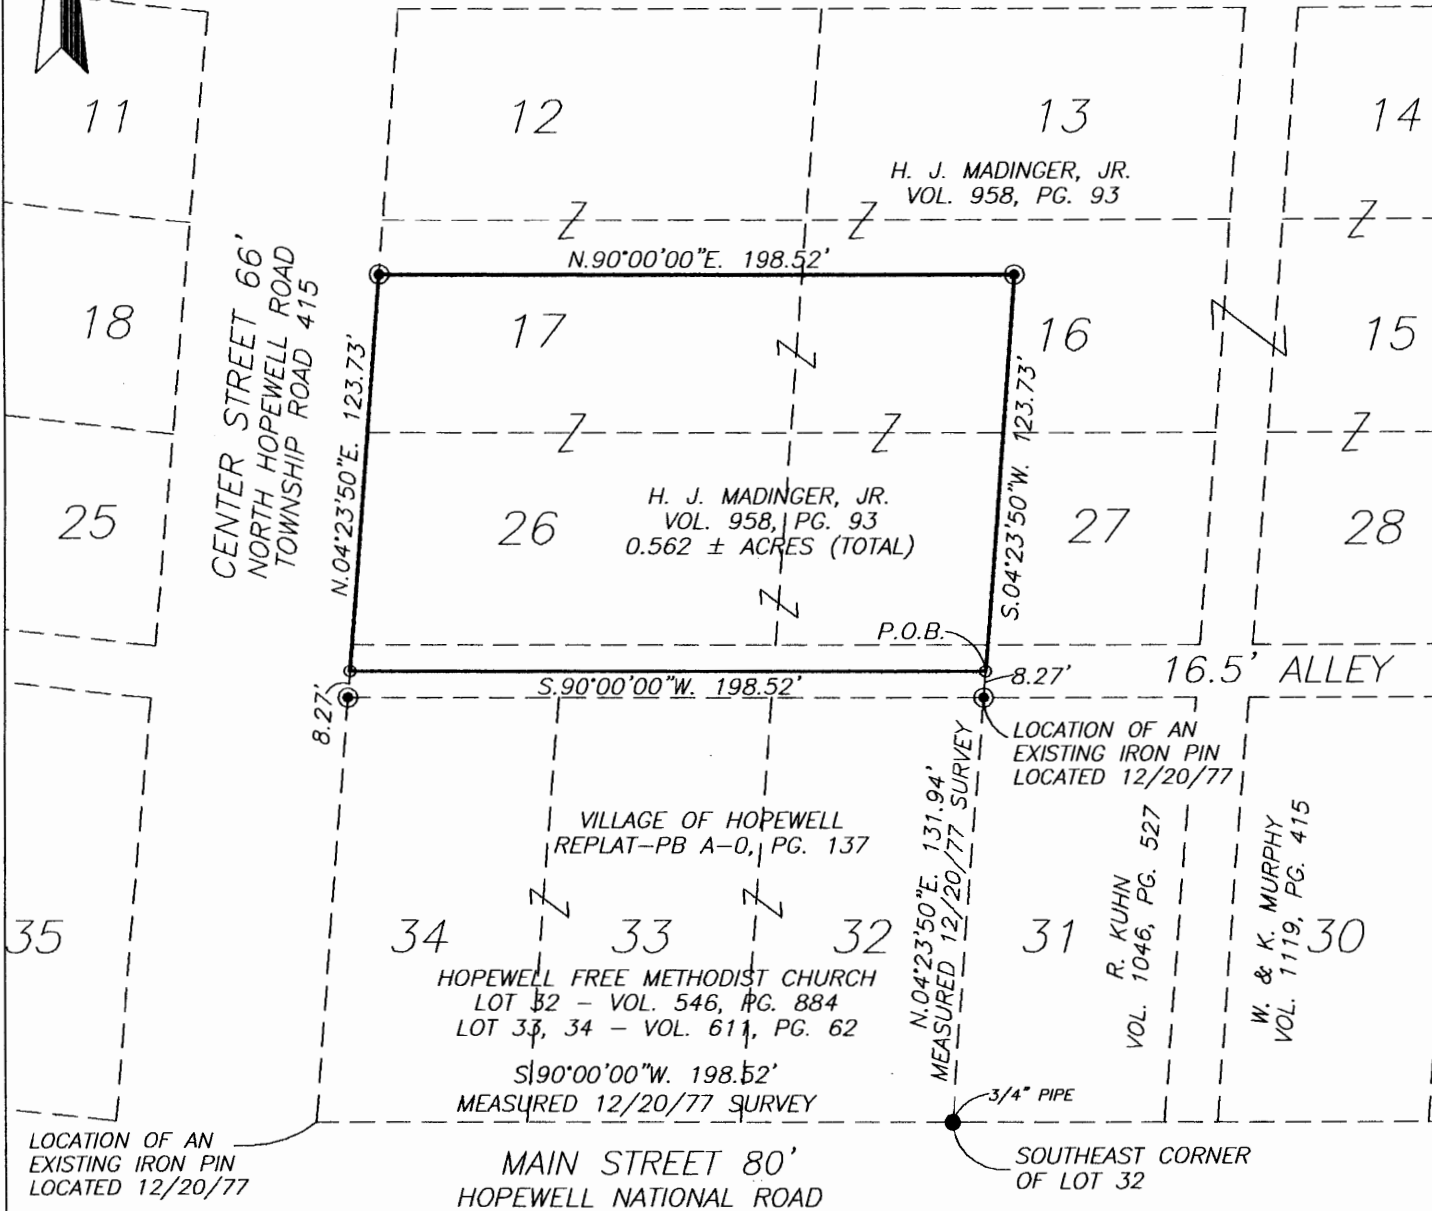 11
12
13
14
H. J. MADINGER, JR.
VOL. 958, PG. 93
N.90°00'00"E. 198.52'
CENTER STREET 66'
NORTH HOPEWELL ROAD
TOWNSHIP ROAD 415
18
17
16
15
N.04°23'50"E. 123.73'
S.04°23'50"W. 123.73'
25
26
27
28
H. J. MADINGER, JR.
VOL. 958, PG. 93
0.562 ± ACRES (TOTAL)
P.O.B.
8.27'
16.5' ALLEY
S.90°00'00"W. 198.52'
8.27'
LOCATION OF AN
EXISTING IRON PIN
LOCATED 12/20/77
VILLAGE OF HOPEWELL
REPLAT-PB A-0, PG. 137
N.04°23'50"E. 131.94'
MEASURED 12/20/77 SURVEY
R. KUHN
VOL. 1046, PG. 527
W. & K. MURPHY
VOL. 1119, PG. 415
35
34
33
32
31
30
HOPEWELL FREE METHODIST CHURCH
LOT 32 - VOL. 546, PG. 884
LOT 33, 34 - VOL. 611, PG. 62
S.90°00'00"W. 198.52'
MEASURED 12/20/77 SURVEY
3/4" PIPE
LOCATION OF AN
EXISTING IRON PIN
LOCATED 12/20/77
MAIN STREET 80'
HOPEWELL NATIONAL ROAD
SOUTHEAST CORNER
OF LOT 32